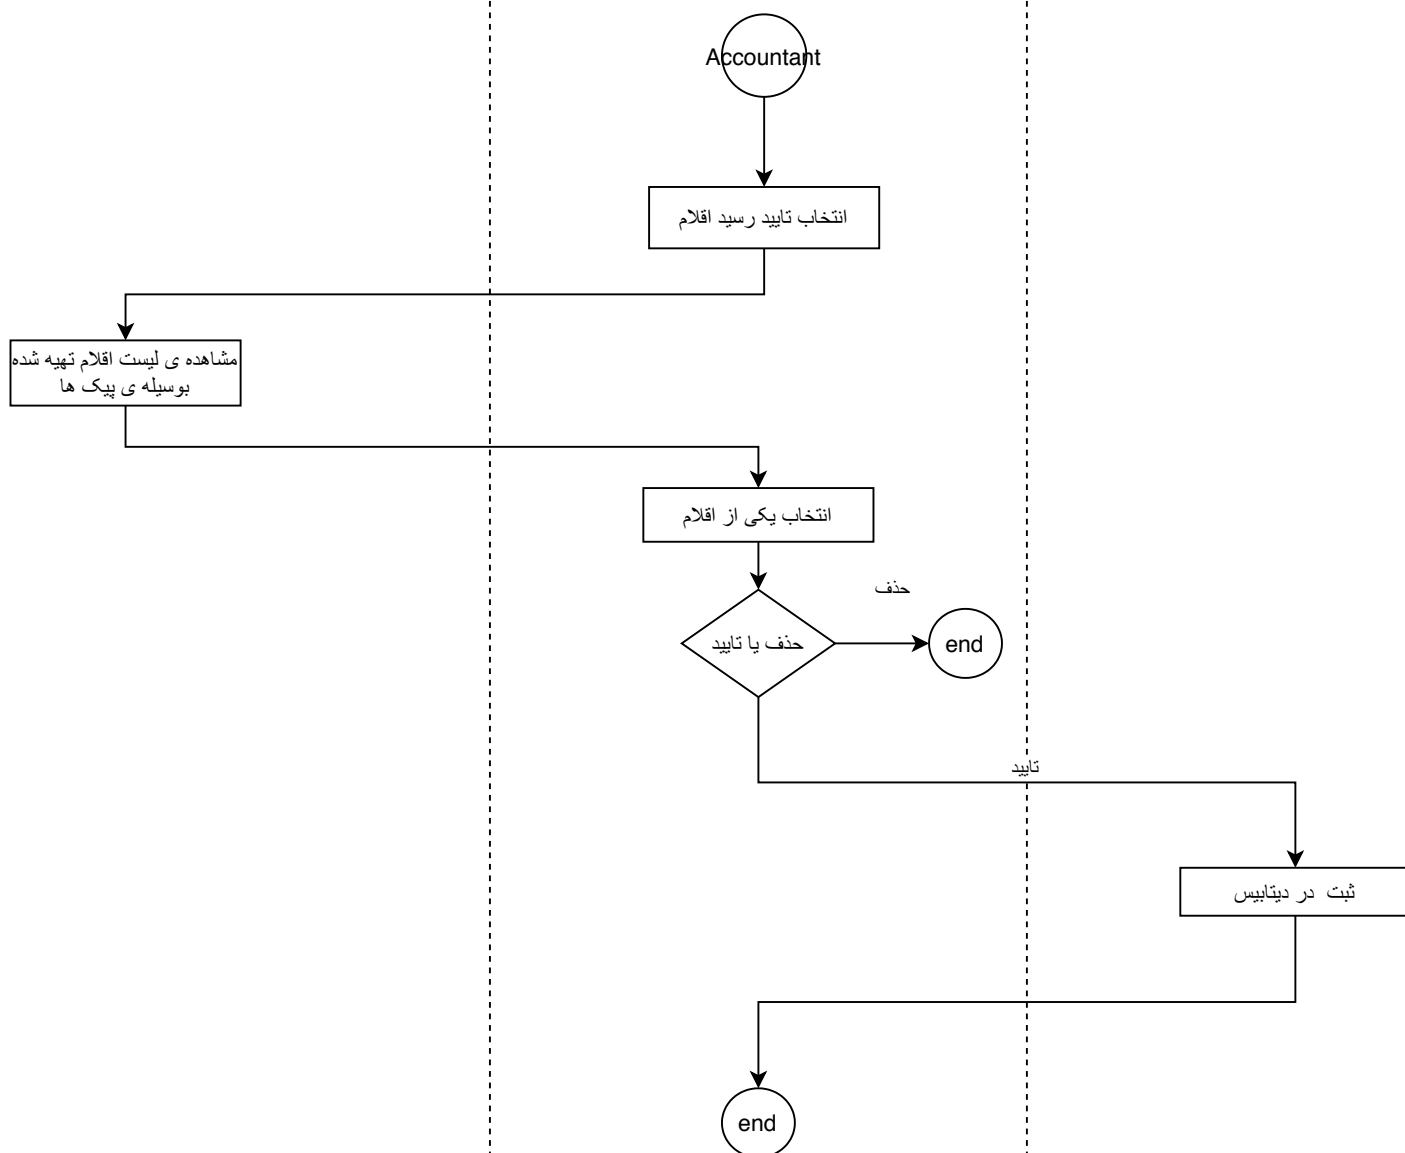 Accountant
انتخاب تایید رسید اقلام
مشاهده ی لیست اقلام تهیه شده
بوسیله ی پیک ها
انتخاب یکی از اقلام
حذف
حذف یا تایید
end
تایید
ثبت در دیتابیس
end